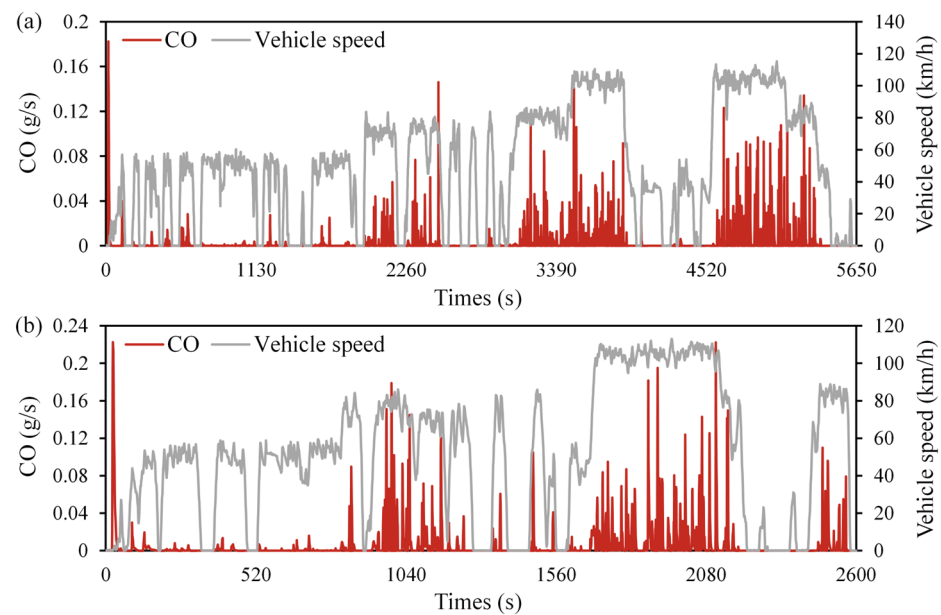 (a)
0.2
0.16
0.12
0.08
0.04
0
CO (g/s)
CO
Vehicle speed
140
120
100
80
60
40
20
0
Vehicle speed (km/h)
0 1130 2260 3390 4520 5650
Times (s)
(b)
0.24
0.2
0.16
0.12
0.08
0.04
0
CO (g/s)
CO
Vehicle speed
120
100
80
60
40
20
0
Vehicle speed (km/h)
0 520 1040 1560 2080 2600
Times (s)